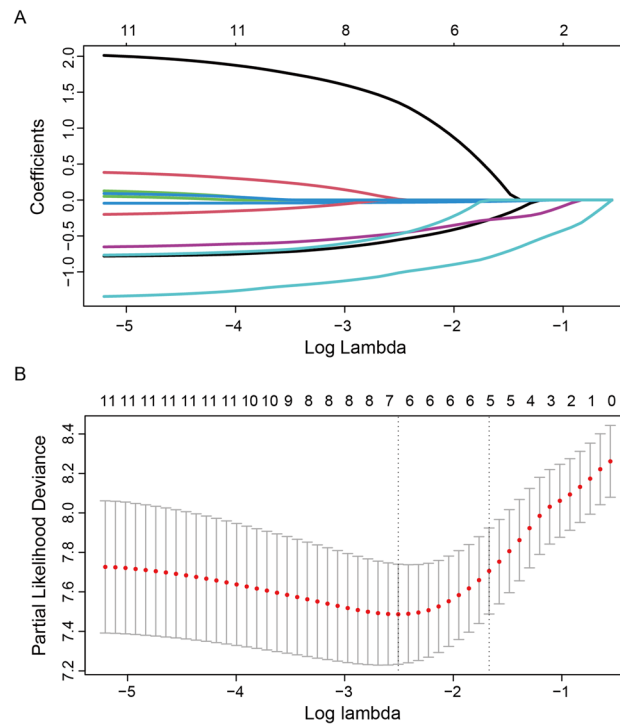 A
11 11 8 6 2
2.0
1.5
1.0
0.5
0.0
−0.5
−1.0
Coefficients
−5 −4 −3 −2 −1
Log Lambda
B
11 11 11 11 11 11 11 10 10 9 8 8 8 8 7 6 6 6 6 5 5 4 3 2 1 0
8.4
8.2
8.0
7.8
7.6
7.4
7.2
Partial Likelihood Deviance
−5 −4 −3 −2 −1
Log lambda